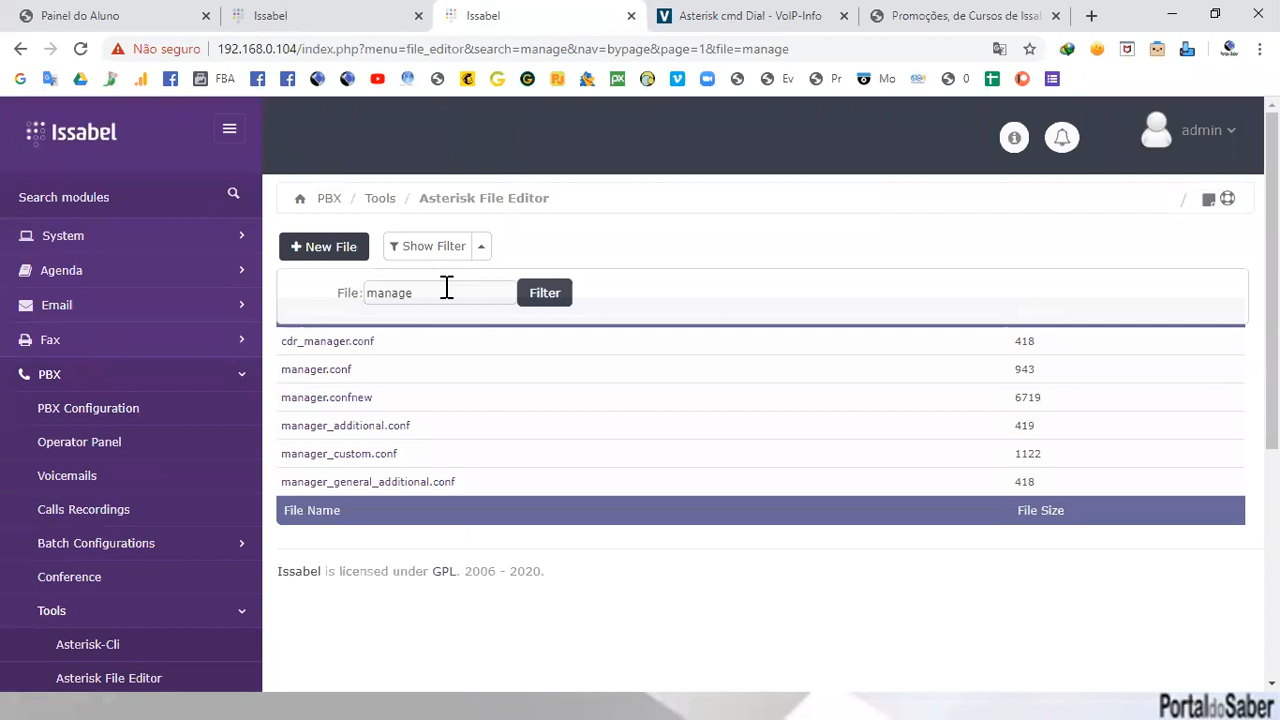 Painel do Aluno
Issabel
Issabel
Asterisk cmd Dial - VoIP-Info
Promoções, de Cursos de Issa
Não seguro
192.168.0.104/index.php?menu=file_editor&search=manage&nav=bypage&page=1&file=manage
FBA
Ev
Pr
Mo
0
Issabel
admin
Search modules
System
Agenda
Email
Fax
PBX
PBX Configuration
Operator Panel
Voicemails
Calls Recordings
Batch Configurations
Conference
Tools
Asterisk-Cli
Asterisk File Editor
PBX / Tools / Asterisk File Editor
/
+ New File
Show Filter
File: manage
Filter
cdr_manager.conf 418
manager.conf 943
manager.confnew 6719
manager_additional.conf 419
manager_custom.conf 1122
manager_general_additional.conf 418
File Name File Size
Issabel is licensed under GPL. 2006 - 2020.
PortaldoSaber